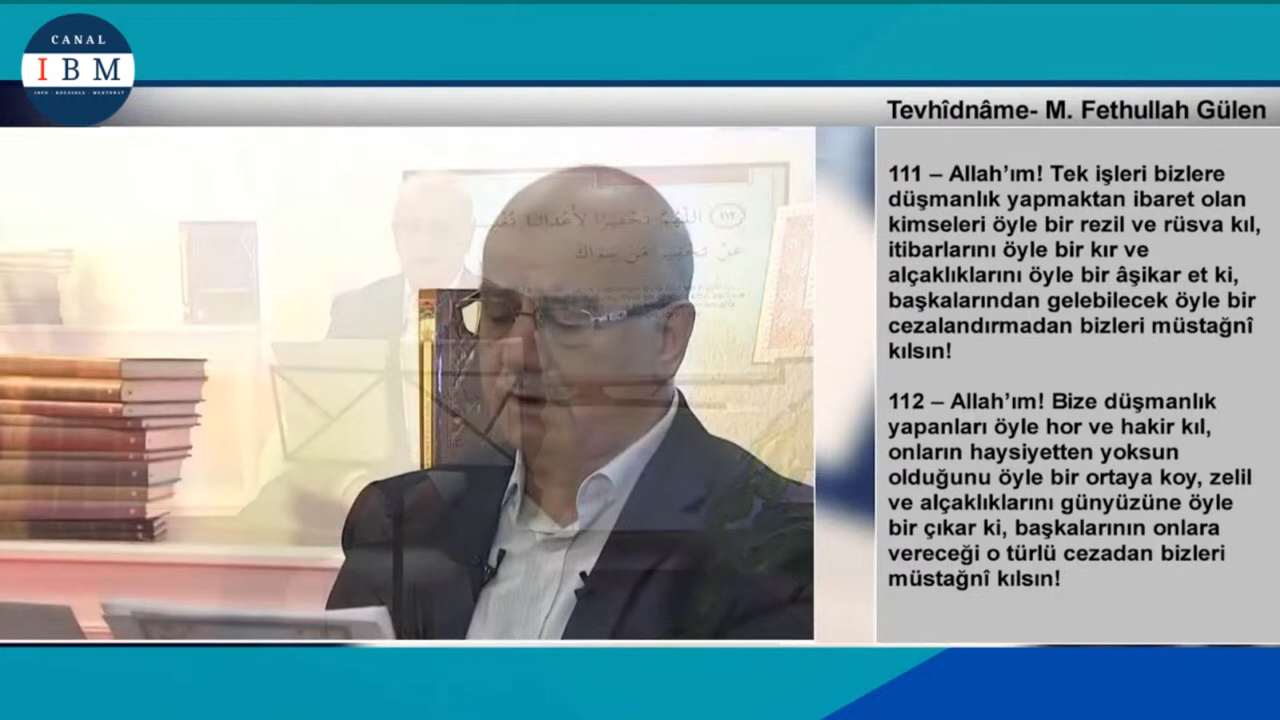 CANAL
IBM
INFO - BOUSSOLE - MENTORAT
Tevhîdnâme- M. Fethullah Gülen
111 – Allah’ım! Tek işleri bizlere
düşmanlık yapmaktan ibaret olan
kimseleri öyle bir rezil ve rüsva kıl,
itibarlarını öyle bir kır ve
alçaklıklarını öyle bir âşikar et ki,
başkalarından gelebilecek öyle bir
cezalandırmadan bizleri müstağnî
kılsın!
112 – Allah’ım! Bize düşmanlık
yapanları öyle hor ve hakir kıl,
onların haysiyetten yoksun
olduğunu öyle bir ortaya koy, zelil
ve alçaklıklarını günyüzüne öyle
bir çıkar ki, başkalarının onlara
vereceği o türlü cezadan bizleri
müstağnî kılsın!